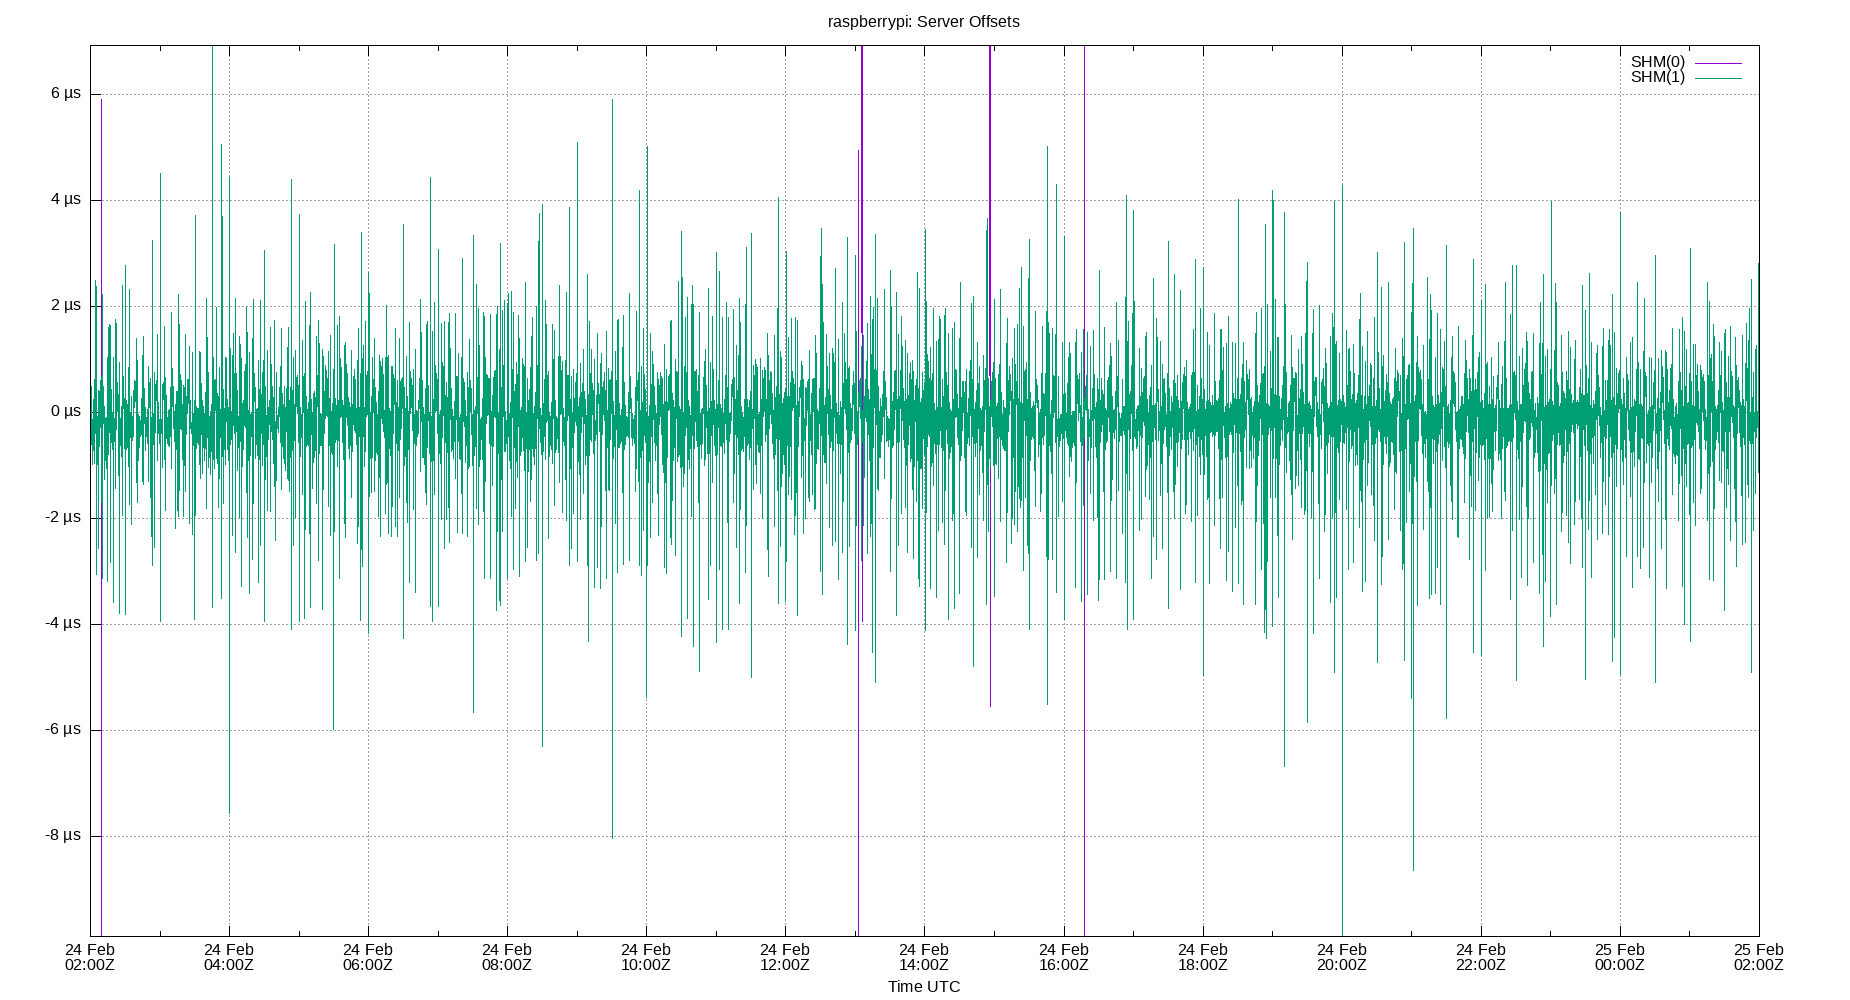 raspberrypi: Server Offsets
SHM(0)
SHM(1)
6 µs
4 µs
2 µs
0 µs
-2 µs
-4 µs
-6 µs
-8 µs
24 Feb 24 Feb 24 Feb 24 Feb 24 Feb 24 Feb 24 Feb 24 Feb 24 Feb 24 Feb 24 Feb 25 Feb 25 Feb
02:00Z 04:00Z 06:00Z 08:00Z 10:00Z 12:00Z 14:00Z 16:00Z 18:00Z 20:00Z 22:00Z 00:00Z 02:00Z
Time UTC